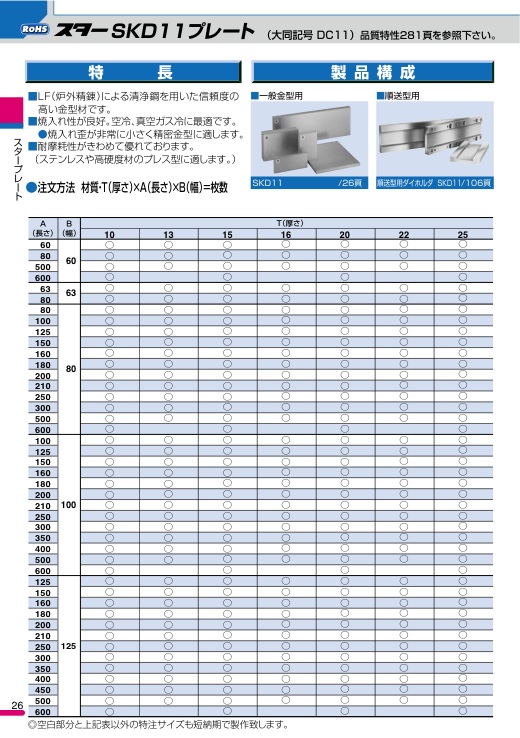 RoHS スター SKD11プレート （大同記号 DC11）品質特性281頁を参照下さい。
特 長
■LF（炉外精錬）による清浄鋼を用いた信頼度の
高い金型材です。
■焼入れ性が良好。空冷、真空ガス冷に最適です。
●焼入れ歪が非常に小さく精密金型に適します。
■耐摩耗性がきわめて優れております。
（ステンレスや高硬度材のプレス型に適します。）
●注文方法 材質・T（厚さ）×A（長さ）×B（幅）＝枚数
製品構成
■一般金型用
SKD11 /26頁
■順送型用
順送型用ダイホルダ SKD11/106頁
スタープレート
A（長さ） B（幅） T（厚さ）
10 13 15 16 20 22 25
60 60 ○ ○ ○ ○ ○ ○ ○
80 ○ ○ ○ ○ ○ ○ ○
500 ○ ○ ○ ○ ○ ○ ○
600 ○ ○ ○ ○
63 63 ○ ○ ○ ○ ○ ○ ○
80 ○ ○ ○ ○ ○ ○ ○
80 80 ○ ○ ○ ○ ○ ○ ○
100 ○ ○ ○ ○ ○ ○ ○
125 ○ ○ ○ ○ ○ ○ ○
150 ○ ○ ○ ○ ○ ○ ○
160 ○ ○ ○ ○ ○ ○ ○
180 ○ ○ ○ ○ ○ ○ ○
200 ○ ○ ○ ○ ○ ○ ○
210 ○ ○ ○ ○ ○ ○ ○
250 ○ ○ ○ ○ ○ ○ ○
300 ○ ○ ○ ○ ○ ○ ○
500 ○ ○ ○ ○ ○ ○ ○
600 ○ ○ ○ ○
100 100 ○ ○ ○ ○ ○ ○ ○
125 ○ ○ ○ ○ ○ ○ ○
150 ○ ○ ○ ○ ○ ○ ○
160 ○ ○ ○ ○ ○ ○ ○
180 ○ ○ ○ ○ ○ ○ ○
200 ○ ○ ○ ○ ○ ○ ○
210 ○ ○ ○ ○ ○ ○ ○
250 ○ ○ ○ ○ ○ ○ ○
300 ○ ○ ○ ○ ○ ○ ○
350 ○ ○ ○ ○ ○ ○ ○
400 ○ ○ ○ ○ ○ ○ ○
500 ○ ○ ○ ○ ○ ○ ○
600 ○ ○ ○ ○
125 125 ○ ○ ○ ○ ○ ○ ○
150 ○ ○ ○ ○ ○ ○ ○
160 ○ ○ ○ ○ ○ ○ ○
180 ○ ○ ○ ○ ○ ○ ○
200 ○ ○ ○ ○ ○ ○ ○
210 ○ ○ ○ ○ ○ ○ ○
250 ○ ○ ○ ○ ○ ○ ○
300 ○ ○ ○ ○ ○ ○ ○
350 ○ ○ ○ ○ ○ ○ ○
400 ○ ○ ○ ○ ○ ○ ○
450 ○ ○ ○ ○ ○ ○ ○
500 ○ ○ ○ ○ ○ ○ ○
600 ○ ○ ○ ○
26
◎空白部分と上記表以外の特注サイズも短納期で製作致します。